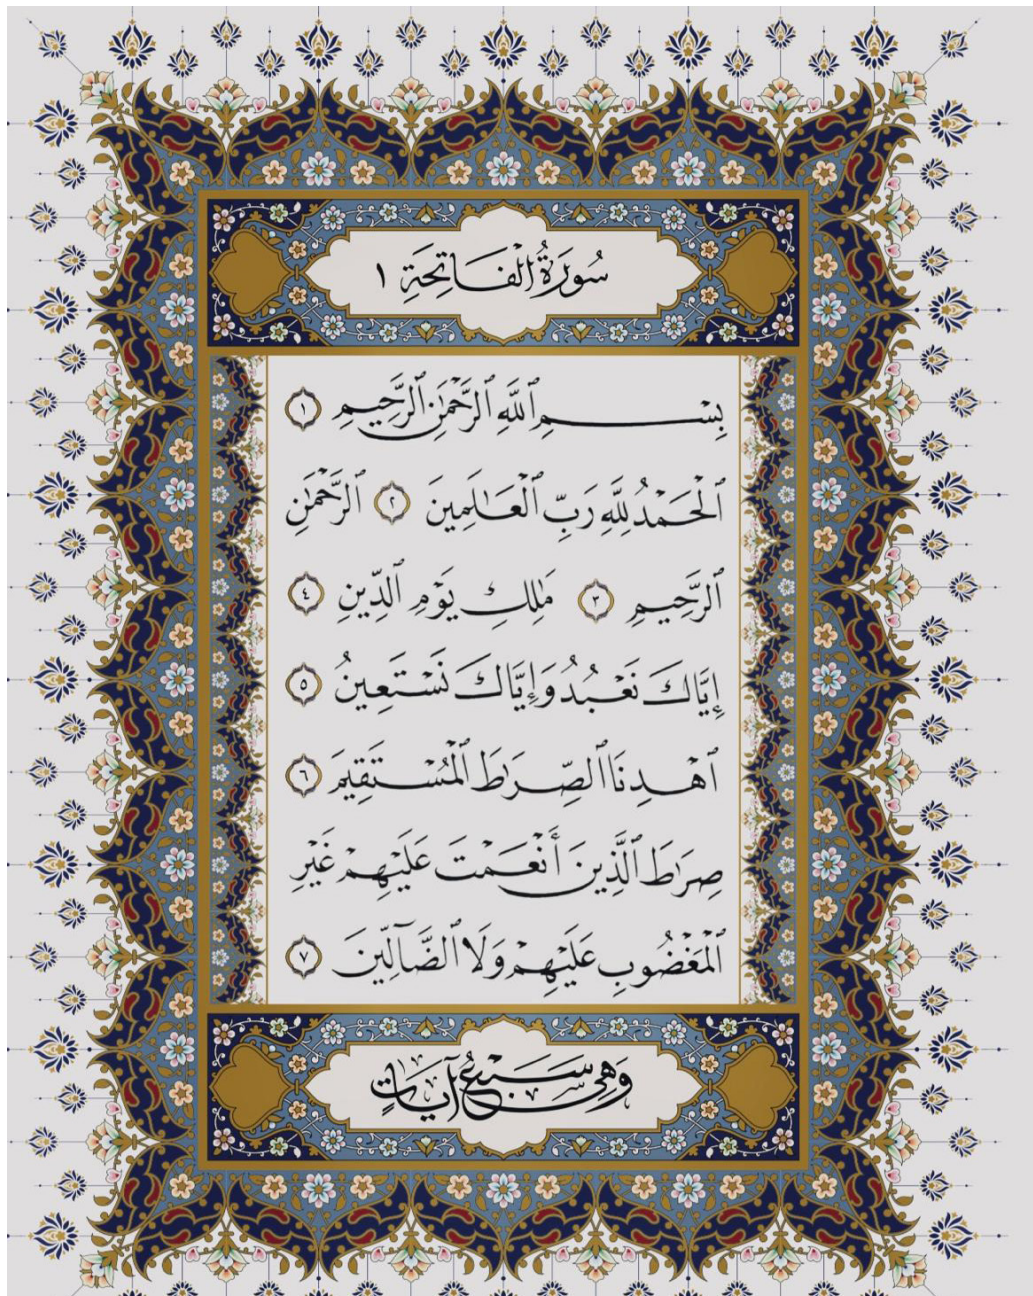 سُورَةُ الْفَاتِحَةِ ١
بِسْمِ ٱللَّهِ ٱلرَّحْمَٰنِ ٱلرَّحِيمِ ١
ٱلْحَمْدُ لِلَّهِ رَبِّ ٱلْعَالَمِينَ ٢ ٱلرَّحْمَٰنِ
ٱلرَّحِيمِ ٣ مَٰلِكِ يَوْمِ ٱلدِّينِ ٤
إِيَّاكَ نَعْبُدُ وَإِيَّاكَ نَسْتَعِينُ ٥
ٱهْدِنَا ٱلصِّرَٰطَ ٱلْمُسْتَقِيمَ ٦
صِرَٰطَ ٱلَّذِينَ أَنْعَمْتَ عَلَيْهِمْ غَيْرِ
ٱلْمَغْضُوبِ عَلَيْهِمْ وَلَا ٱلضَّآلِّينَ ٧
وَهِيَ سَبْعُ آيَاتٍ